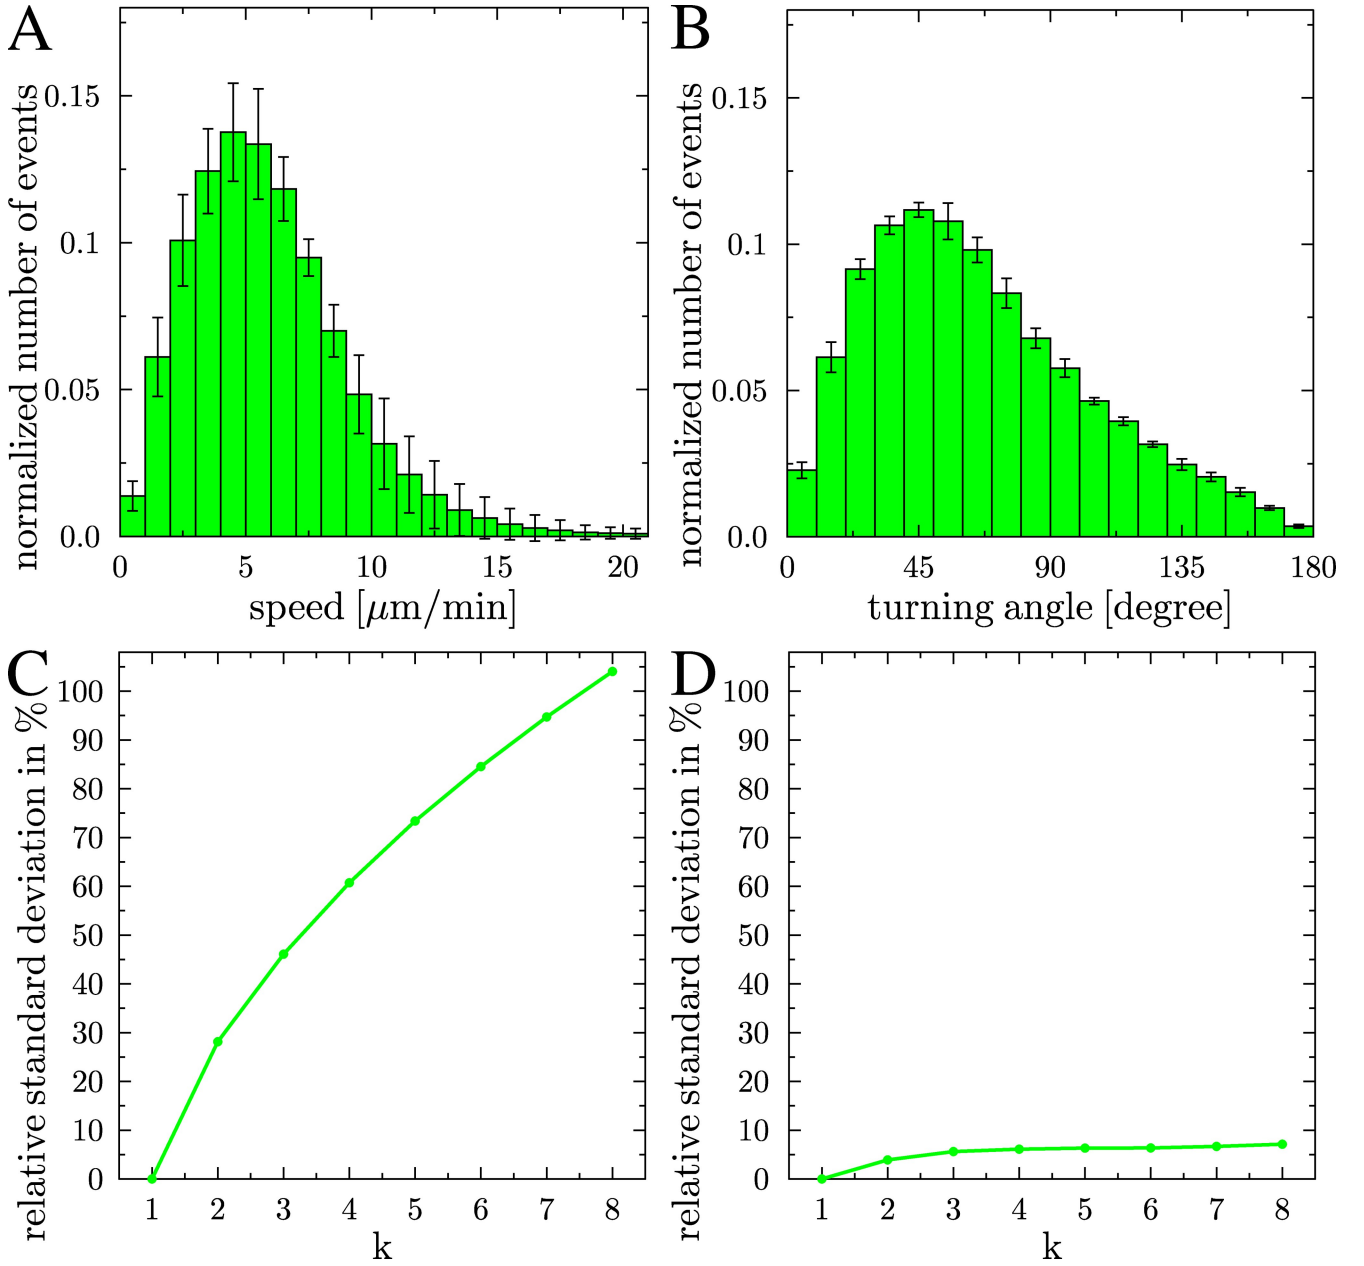 A
normalized number of events
0.15
0.1
0.05
0.0
0 5 10 15 20
speed [μm/min]
B
normalized number of events
0.15
0.1
0.05
0.0
0 45 90 135 180
turning angle [degree]
C
relative standard deviation in %
100
90
80
70
60
50
40
30
20
10
0
1 2 3 4 5 6 7 8
k
D
relative standard deviation in %
100
90
80
70
60
50
40
30
20
10
0
1 2 3 4 5 6 7 8
k